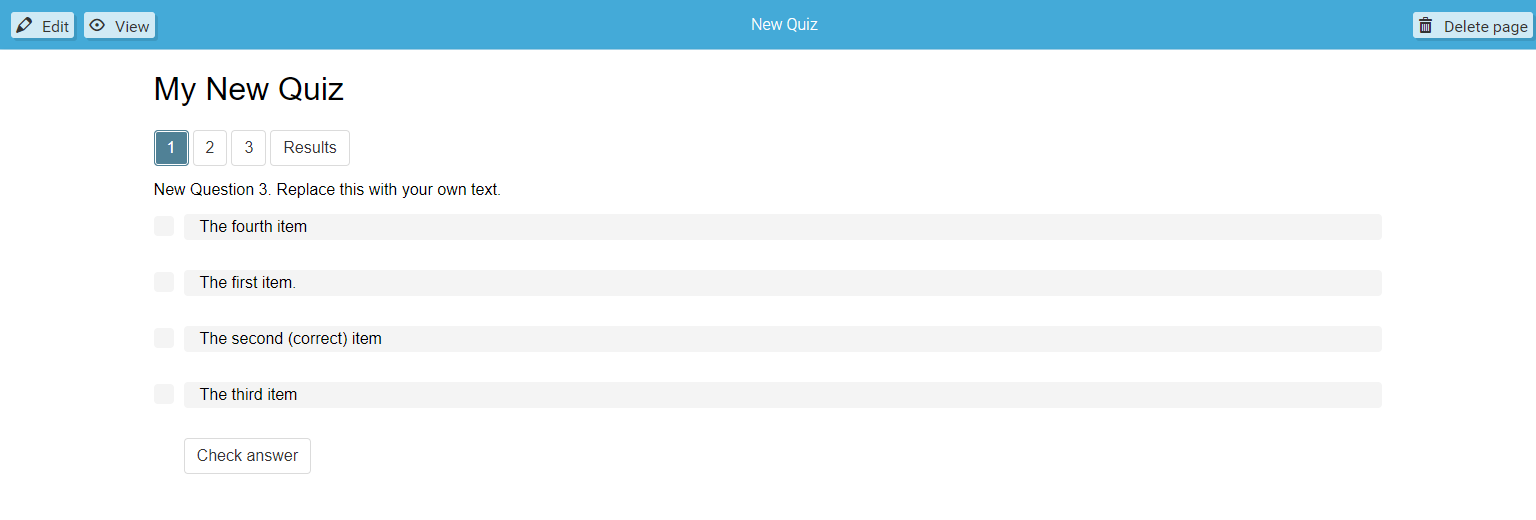 Edit View New Quiz Delete page
My New Quiz
1 2 3 Results
New Question 3. Replace this with your own text.
The fourth item
The first item.
The second (correct) item
The third item
Check answer